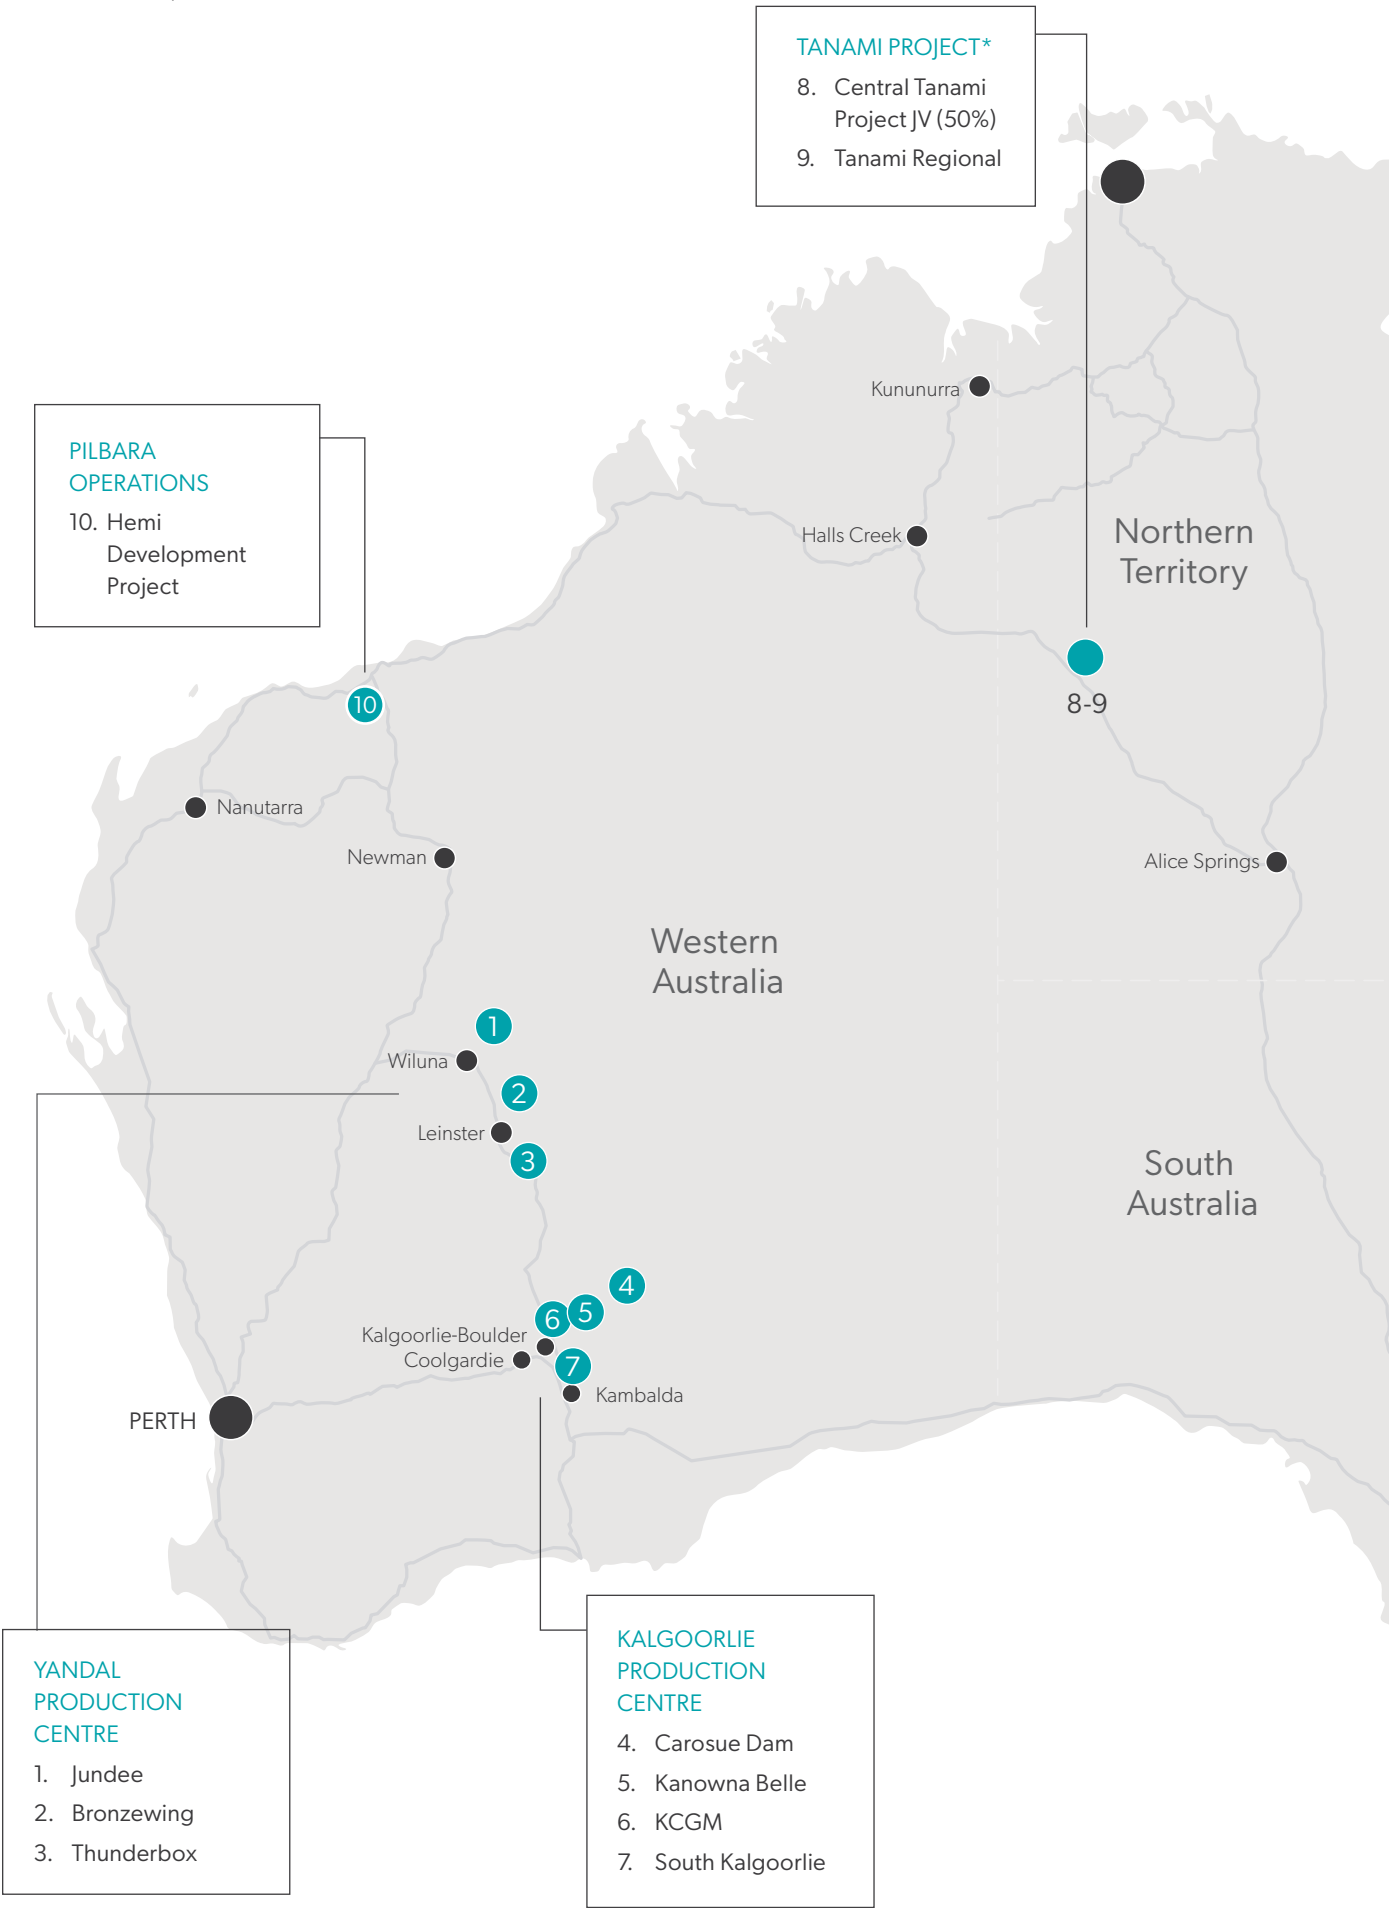 TANAMI PROJECT*
8. Central Tanami
Project JV (50%)
9. Tanami Regional
Kununurra
PILBARA
OPERATIONS
10. Hemi
Development
Project
Halls Creek
Northern
Territory
8-9
10
Nanutarra
Newman
Alice Springs
Western
Australia
1
Wiluna
2
Leinster
3
South
Australia
4
5
6
Kalgoorlie-Boulder
Coolgardie
7
Kambalda
PERTH
YANDAL
PRODUCTION
CENTRE
1. Jundee
2. Bronzewing
3. Thunderbox
KALGOORLIE
PRODUCTION
CENTRE
4. Carosue Dam
5. Kanowna Belle
6. KCGM
7. South Kalgoorlie